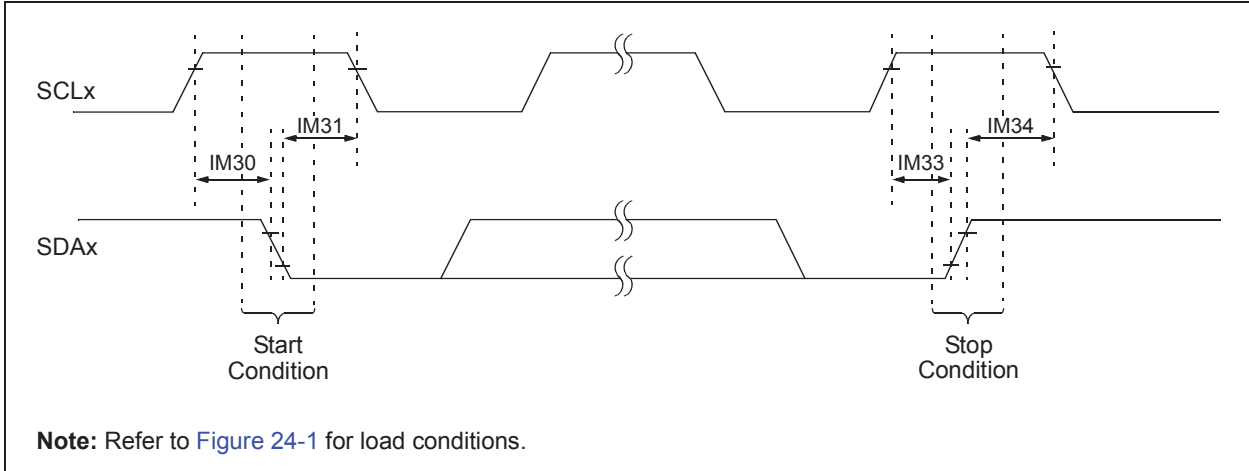 SCLx
IM31
IM34
IM30
IM33
SDAx
Start
Condition
Stop
Condition
Note: Refer to Figure 24-1 for load conditions.